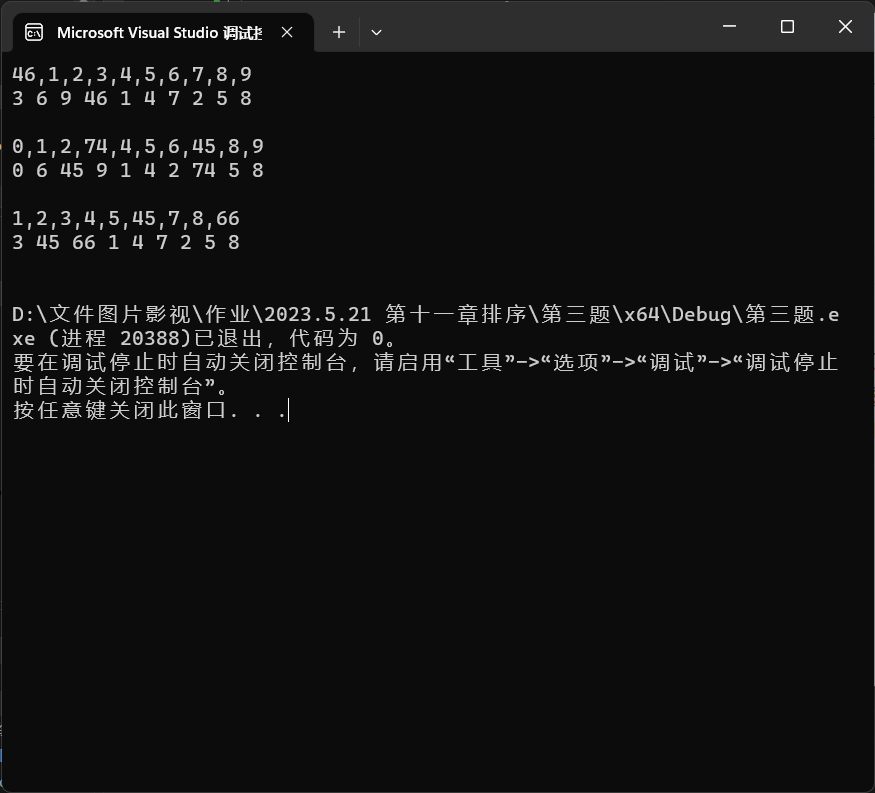 Microsoft Visual Studio 调试控
46,1,2,3,4,5,6,7,8,9
3 6 9 46 1 4 7 2 5 8
0,1,2,74,4,5,6,45,8,9
0 6 45 9 1 4 2 74 5 8
1,2,3,4,5,45,7,8,66
3 45 66 1 4 7 2 5 8
D:\文件图片影视\作业\2023.5.21 第十一章排序\第三题\x64\Debug\第三题.e
xe (进程 20388)已退出，代码为 0。
要在调试停止时自动关闭控制台，请启用“工具”->“选项”->“调试”->“调试停止
时自动关闭控制台”。
按任意键关闭此窗口. . .